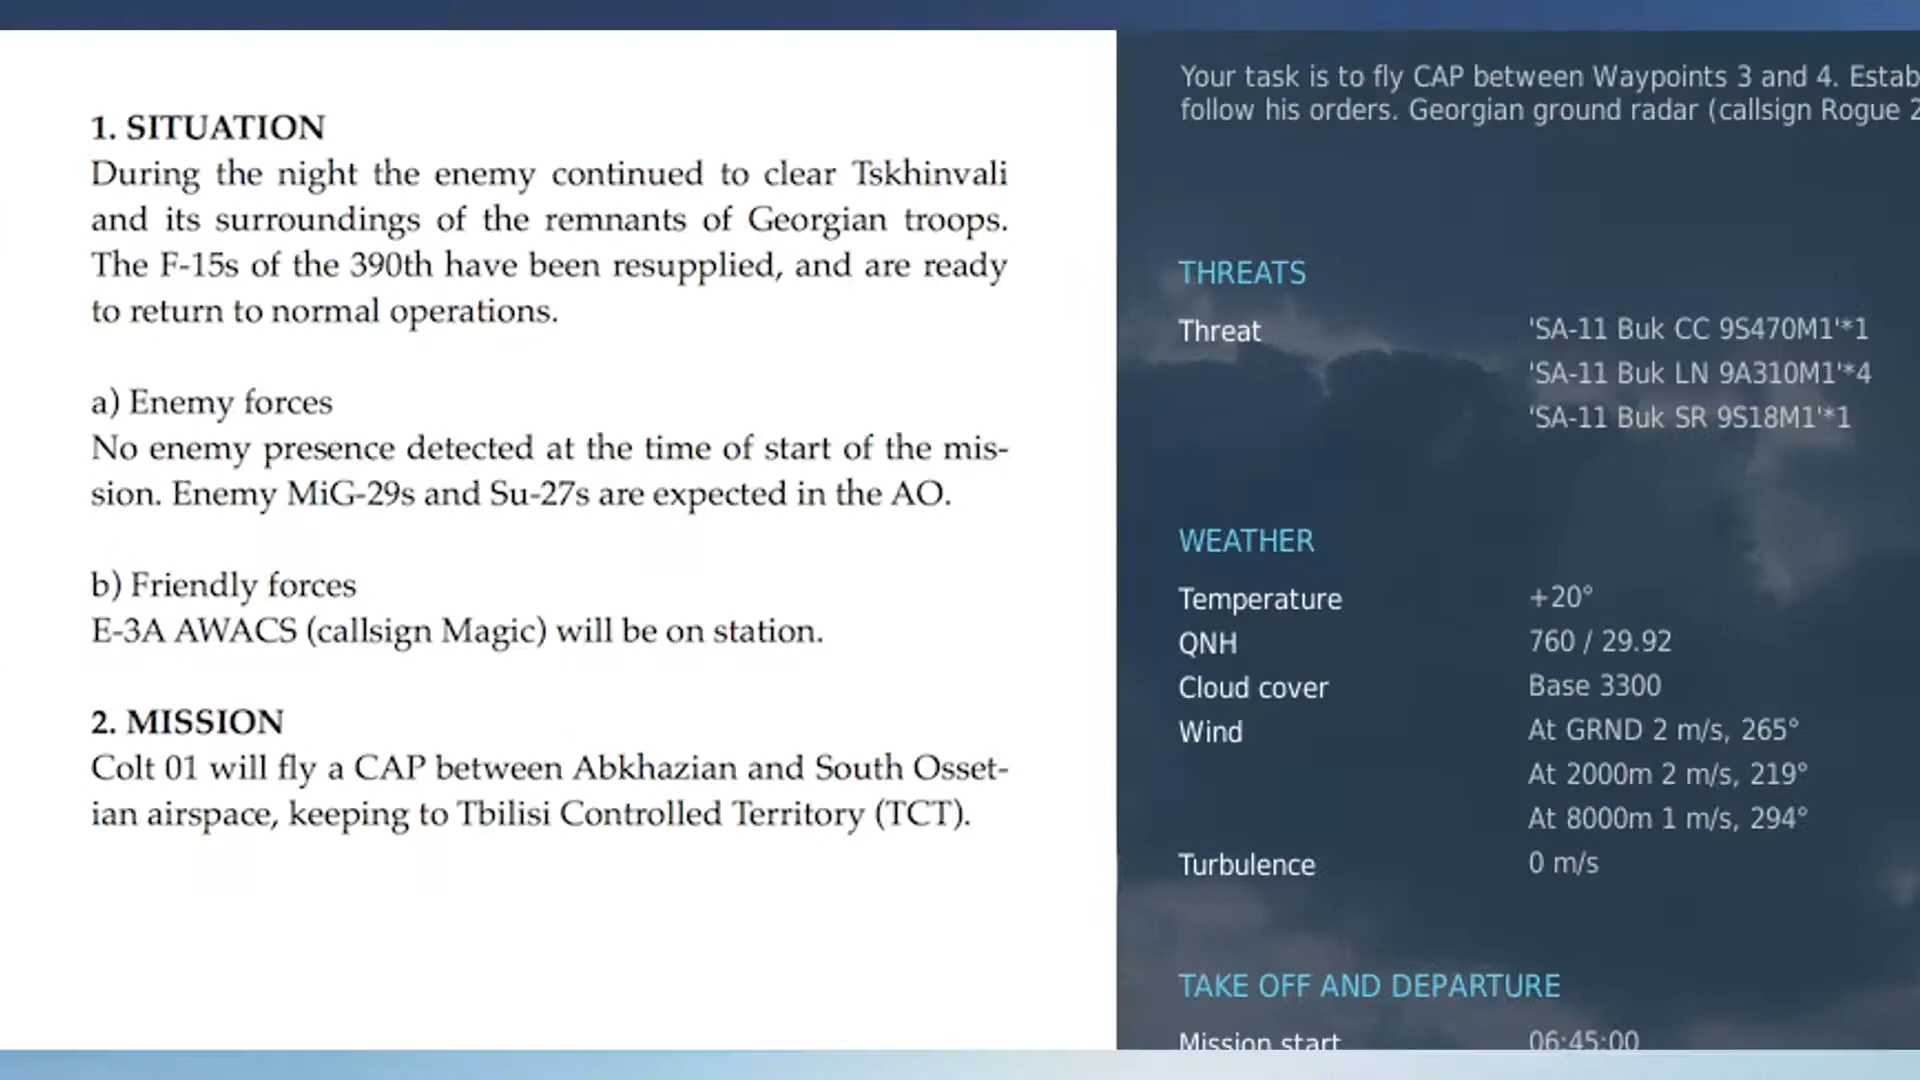 1. SITUATION
During the night the enemy continued to clear Tskhinvali
and its surroundings of the remnants of Georgian troops.
The F-15s of the 390th have been resupplied, and are ready
to return to normal operations.
a) Enemy forces
No enemy presence detected at the time of start of the mis-
sion. Enemy MiG-29s and Su-27s are expected in the AO.
b) Friendly forces
E-3A AWACS (callsign Magic) will be on station.
2. MISSION
Colt 01 will fly a CAP between Abkhazian and South Osset-
ian airspace, keeping to Tbilisi Controlled Territory (TCT).
Your task is to fly CAP between Waypoints 3 and 4. Estab
follow his orders. Georgian ground radar (callsign Rogue 2
THREATS
Threat 'SA-11 Buk CC 9S470M1'*1
'SA-11 Buk LN 9A310M1'*4
'SA-11 Buk SR 9S18M1'*1
WEATHER
Temperature +20°
QNH 760 / 29.92
Cloud cover Base 3300
Wind At GRND 2 m/s, 265°
At 2000m 2 m/s, 219°
At 8000m 1 m/s, 294°
Turbulence 0 m/s
TAKE OFF AND DEPARTURE
Mission start 06:45:00